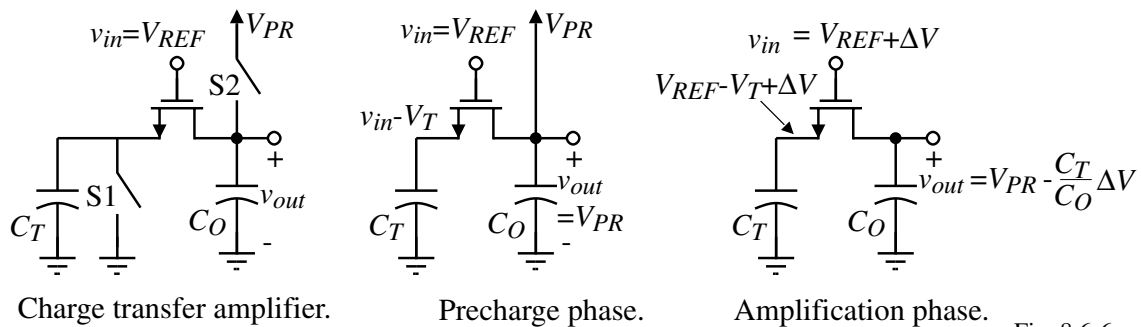 v_in=V_REF
V_PR
S2
S1
C_T
C_O
+
v_out
-
Charge transfer amplifier.
v_in=V_REF
V_PR
v_in-V_T
C_T
C_O
+
v_out
=V_PR
-
Precharge phase.
v_in = V_REF+ΔV
V_REF-V_T+ΔV
C_T
C_O
+
v_out =V_PR - C_T/C_O ΔV
Amplification phase.